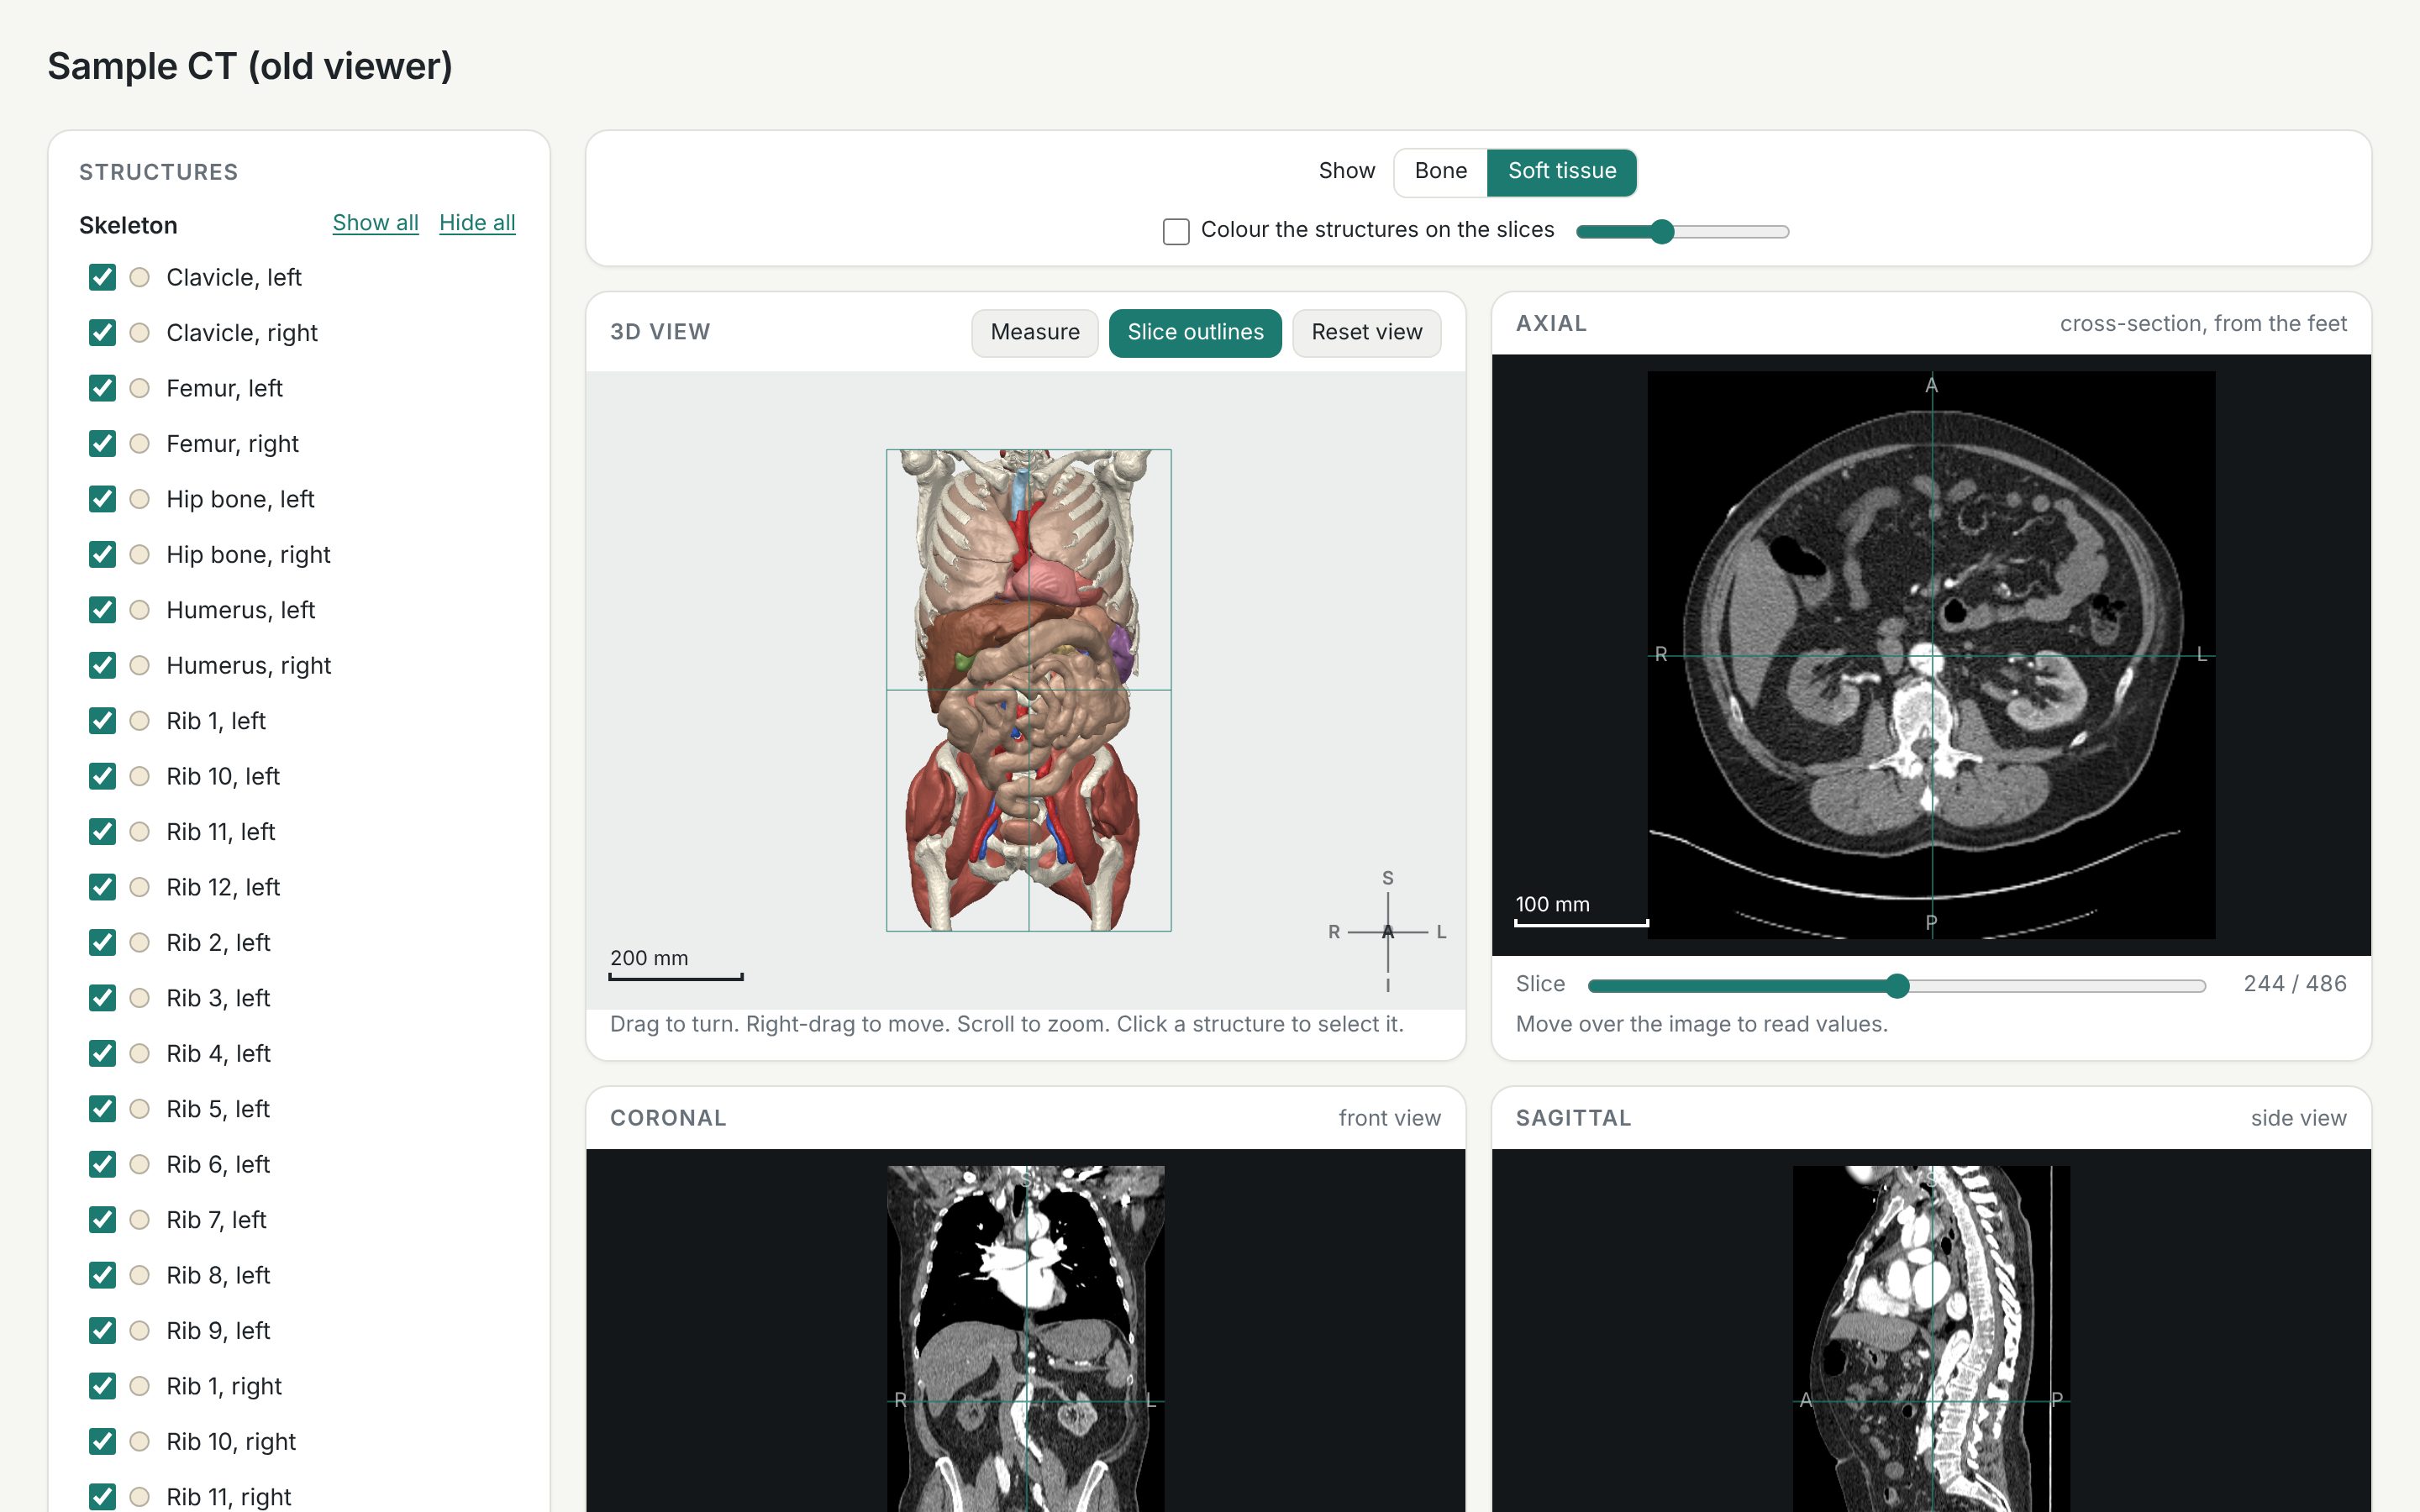 Sample CT (old viewer)
STRUCTURES
Skeleton Show all Hide all
Clavicle, left
Clavicle, right
Femur, left
Femur, right
Hip bone, left
Hip bone, right
Humerus, left
Humerus, right
Rib 1, left
Rib 10, left
Rib 11, left
Rib 12, left
Rib 2, left
Rib 3, left
Rib 4, left
Rib 5, left
Rib 6, left
Rib 7, left
Rib 8, left
Rib 9, left
Rib 1, right
Rib 10, right
Rib 11, right
Show Bone Soft tissue
Colour the structures on the slices
3D VIEW Measure Slice outlines Reset view
S
R A L
I
200 mm
Drag to turn. Right-drag to move. Scroll to zoom. Click a structure to select it.
AXIAL cross-section, from the feet
A
R L
P
100 mm
Slice 244 / 486
Move over the image to read values.
CORONAL front view
S
R L
SAGITTAL side view
S
A P